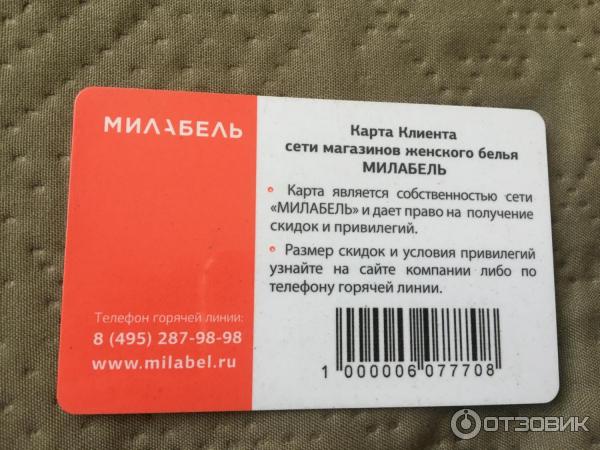 МИЛАБЕЛЬ
Телефон горячей линии:
8 (495) 287-98-98
www.milabel.ru
Карта Клиента
сети магазинов женского белья
МИЛАБЕЛЬ
• Карта является собственностью сети
«МИЛАБЕЛЬ» и дает право на получение
скидок и привилегий.
• Размер скидок и условия привилегий
узнайте на сайте компании либо по
телефону горячей линии.
1 000006 077708
ОТЗОВИК